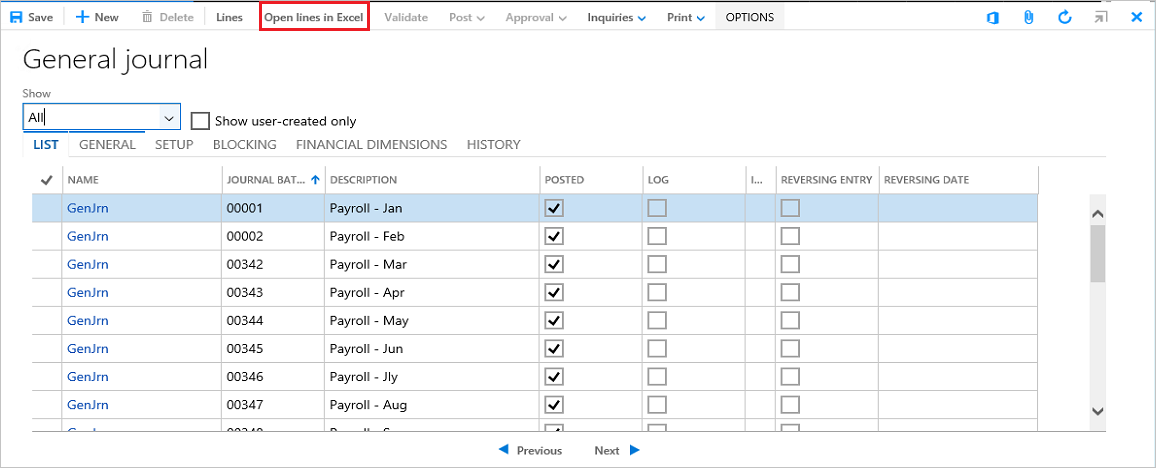 Save New Delete Lines Open lines in Excel Validate Post Approval Inquiries Print OPTIONS
General journal
Show
All Show user-created only
LIST GENERAL SETUP BLOCKING FINANCIAL DIMENSIONS HISTORY
NAME JOURNAL BAT... DESCRIPTION POSTED LOG I... REVERSING ENTRY REVERSING DATE
GenJrn 00001 Payroll - Jan
GenJrn 00002 Payroll - Feb
GenJrn 00342 Payroll - Mar
GenJrn 00343 Payroll - Apr
GenJrn 00344 Payroll - May
GenJrn 00345 Payroll - Jun
GenJrn 00346 Payroll - Jly
GenJrn 00347 Payroll - Aug
Previous Next